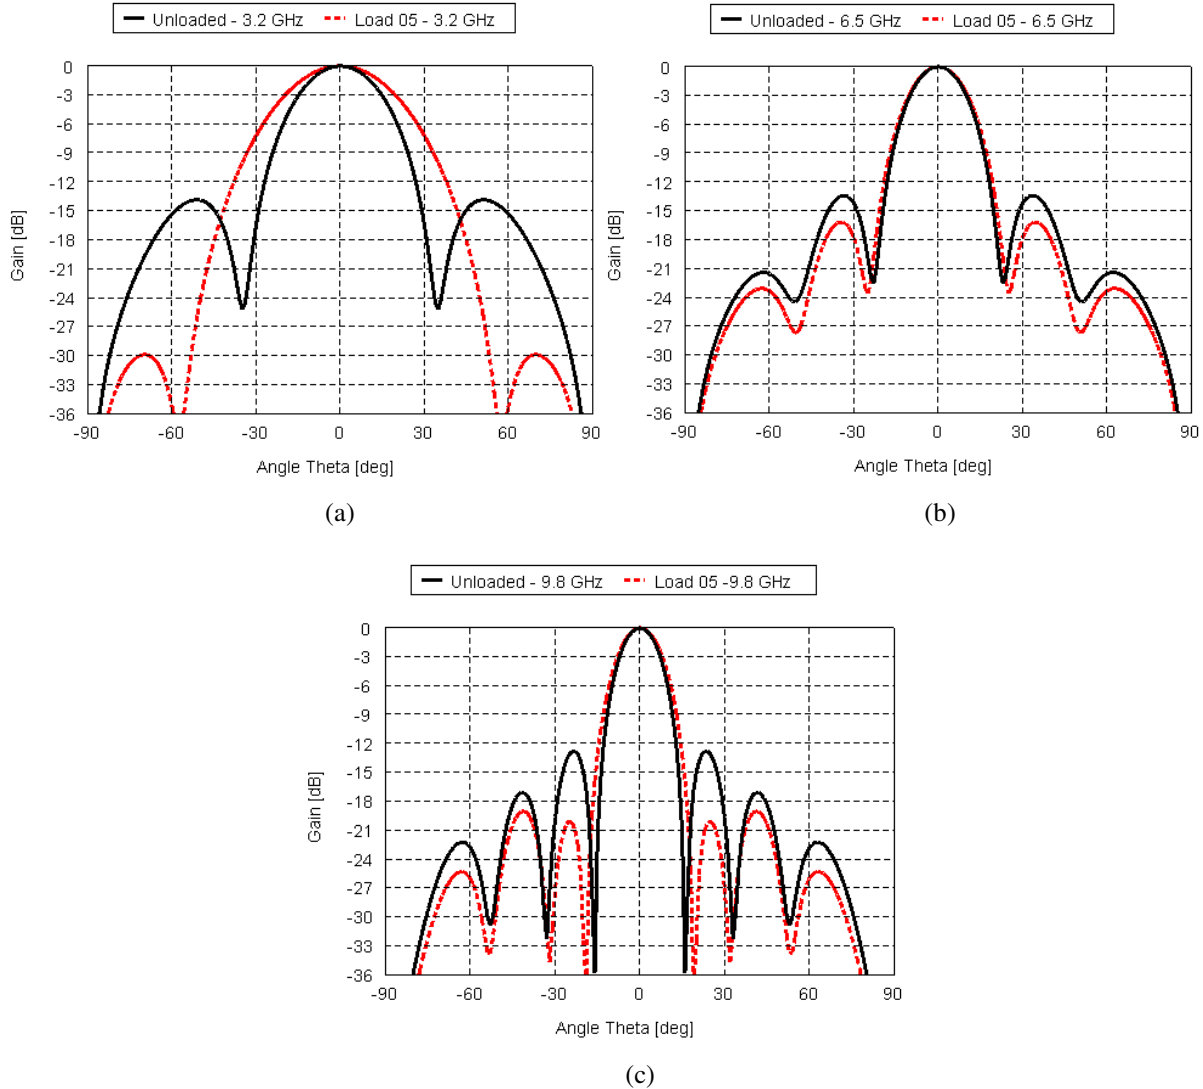 Unloaded - 3.2 GHz Load 05 - 3.2 GHz
Unloaded - 6.5 GHz Load 05 - 6.5 GHz
0
-3
-6
-9
-12
-15
-18
-21
-24
-27
-30
-33
-36
Gain [dB]
-90 -60 -30 0 30 60 90
Angle Theta [deg]
(a)
0
-3
-6
-9
-12
-15
-18
-21
-24
-27
-30
-33
-36
Gain [dB]
-90 -60 -30 0 30 60 90
Angle Theta [deg]
(b)
Unloaded - 9.8 GHz Load 05 -9.8 GHz
0
-3
-6
-9
-12
-15
-18
-21
-24
-27
-30
-33
-36
Gain [dB]
-90 -60 -30 0 30 60 90
Angle Theta [deg]
(c)